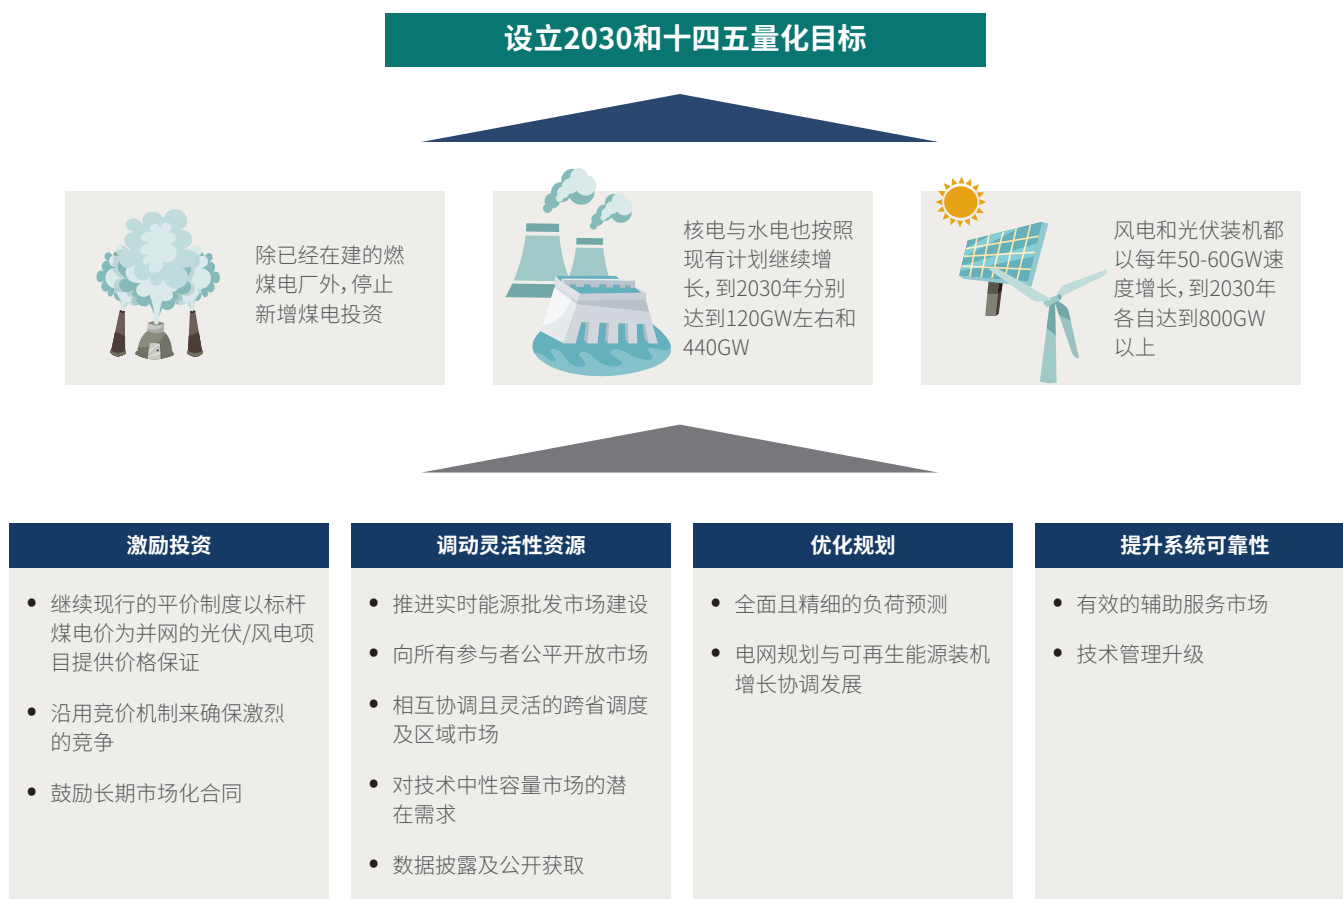 设立2030和十四五量化目标
除已经在建的燃
煤电厂外，停止
新增煤电投资
核电与水电也按照
现有计划继续增
长，到2030年分别
达到120GW左右和
440GW
风电和光伏装机都
以每年50-60GW速
度增长，到2030年
各自达到800GW
以上
激励投资
● 继续现行的平价制度以标杆
煤电价为并网的光伏/风电项
目提供价格保证
● 沿用竞价机制来确保激烈
的竞争
● 鼓励长期市场化合同
调动灵活性资源
● 推进实时能源批发市场建设
● 向所有参与者公平开放市场
● 相互协调且灵活的跨省调度
及区域市场
● 对技术中性容量市场的潜
在需求
● 数据披露及公开获取
优化规划
● 全面且精细的负荷预测
● 电网规划与可再生能源装机
增长协调发展
提升系统可靠性
● 有效的辅助服务市场
● 技术管理升级